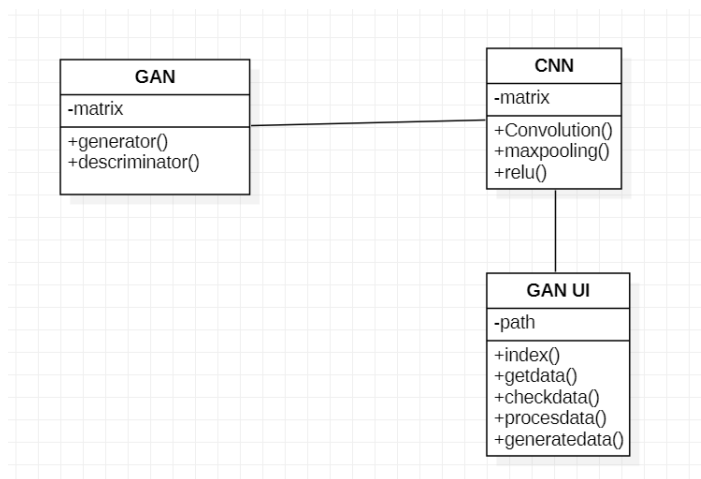 GAN
-matrix
+generator()
+descriminator()
CNN
-matrix
+Convolution()
+maxpooling()
+relu()
GAN UI
-path
+index()
+getdata()
+checkdata()
+procesdata()
+generatedata()